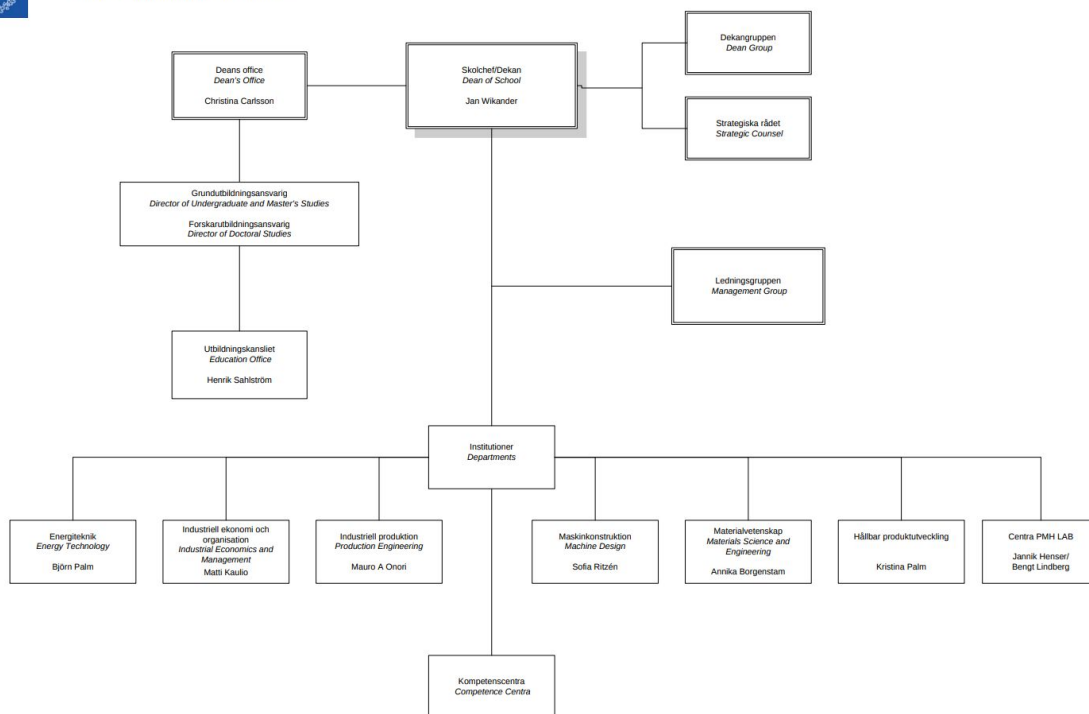 Dekangruppen
Dean Group
Deans office
Dean's Office
Christina Carlsson
Skolchef/Dekan
Dean of School
Jan Wikander
Strategiska rådet
Strategic Counsel
Grundutbildningsansvarig
Director of Undergraduate and Master's Studies
Forskarutbildningsansvarig
Director of Doctoral Studies
Ledningsgruppen
Management Group
Utbildningskansliet
Education Office
Henrik Sahlström
Institutioner
Departments
Energiteknik
Energy Technology
Björn Palm
Industriell ekonomi och
organisation
Industrial Economics and
Management
Matti Kaulio
Industriell produktion
Production Engineering
Mauro A Onori
Maskinkonstruktion
Machine Design
Sofia Ritzén
Materialvetenskap
Materials Science and
Engineering
Annika Borgenstam
Hållbar produktutveckling
Kristina Palm
Centra PMH LAB
Jannik Henser/
Bengt Lindberg
Kompetenscentra
Competence Centra